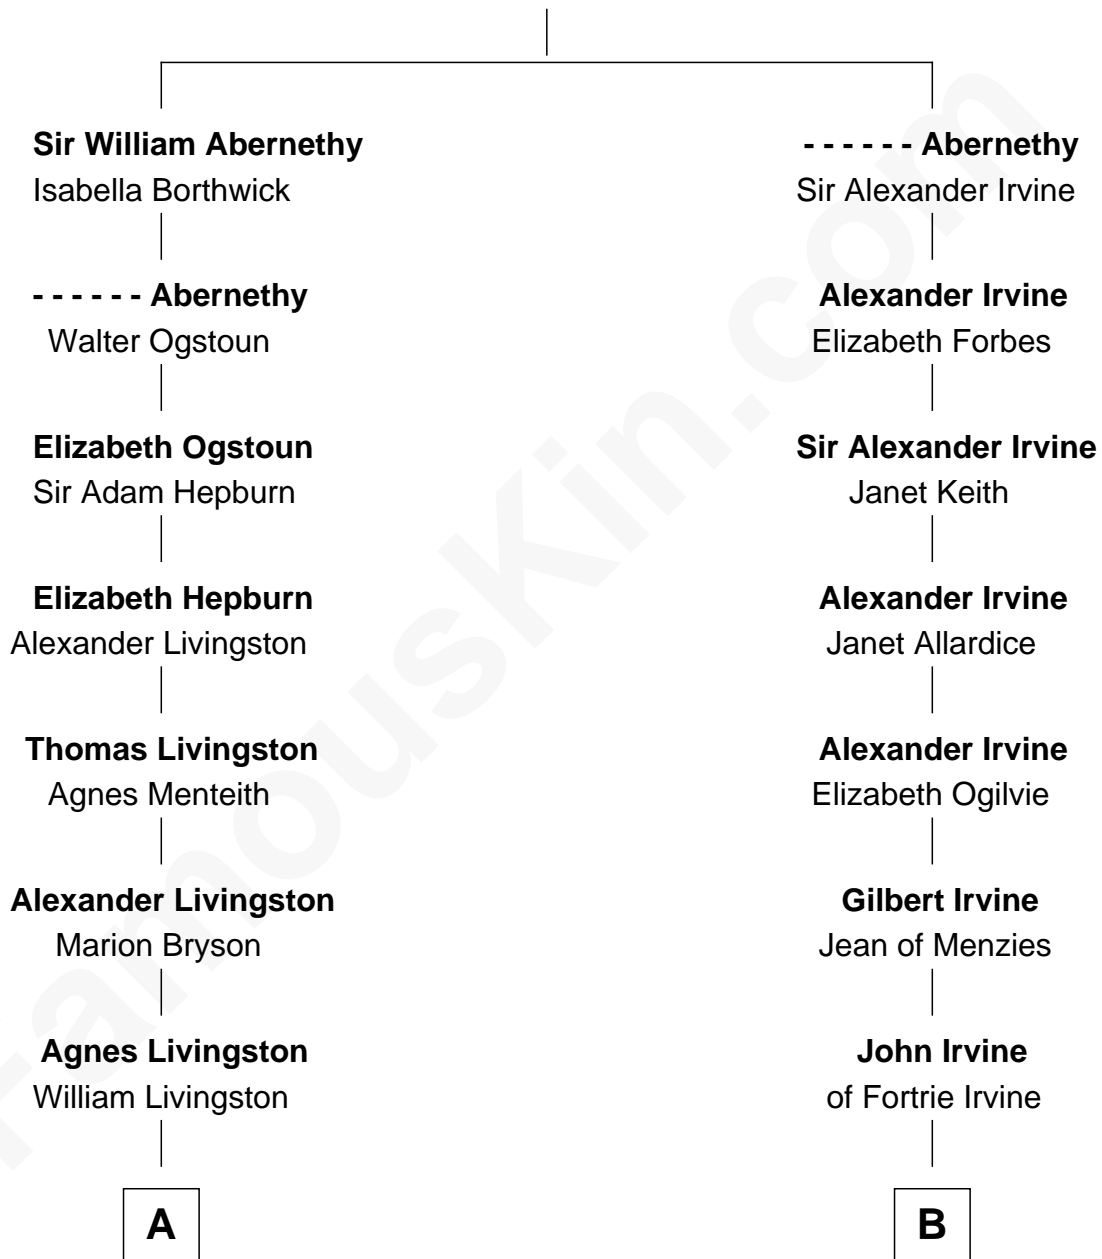 Sir William Abernethy
Isabella Borthwick
- - - - - - Abernethy
Walter Ogstoun
Elizabeth Ogstoun
Sir Adam Hepburn
Elizabeth Hepburn
Alexander Livingston
Thomas Livingston
Agnes Menteith
Alexander Livingston
Marion Bryson
Agnes Livingston
William Livingston
A
- - - - - - Abernethy
Sir Alexander Irvine
Alexander Irvine
Elizabeth Forbes
Sir Alexander Irvine
Janet Keith
Alexander Irvine
Janet Allardice
Alexander Irvine
Elizabeth Ogilvie
Gilbert Irvine
Jean of Menzies
John Irvine
of Fortrie Irvine
B
FamousKin.com